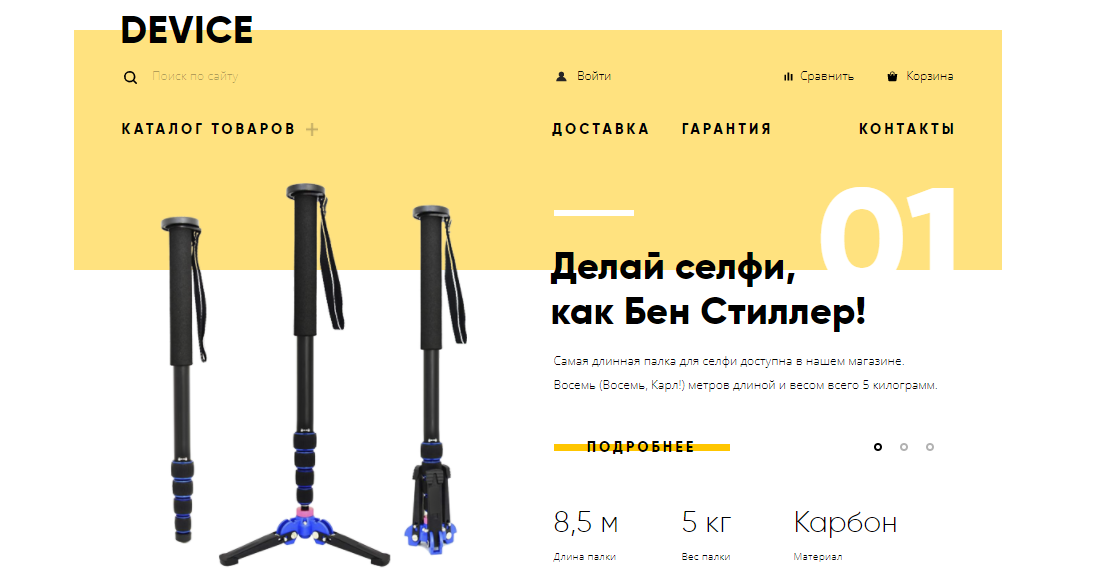 DEVICE
Поиск по сайту
Войти
Сравнить
Корзина
КАТАЛОГ ТОВАРОВ +
ДОСТАВКА
ГАРАНТИЯ
КОНТАКТЫ
01
Делай селфи,
как Бен Стиллер!
Самая длинная палка для селфи доступна в нашем магазине.
Восемь (Восемь, Карл!) метров длиной и весом всего 5 килограмм.
ПОДРОБНЕЕ
8,5 м
5 кг
Карбон
Длина палки
Вес палки
Материал